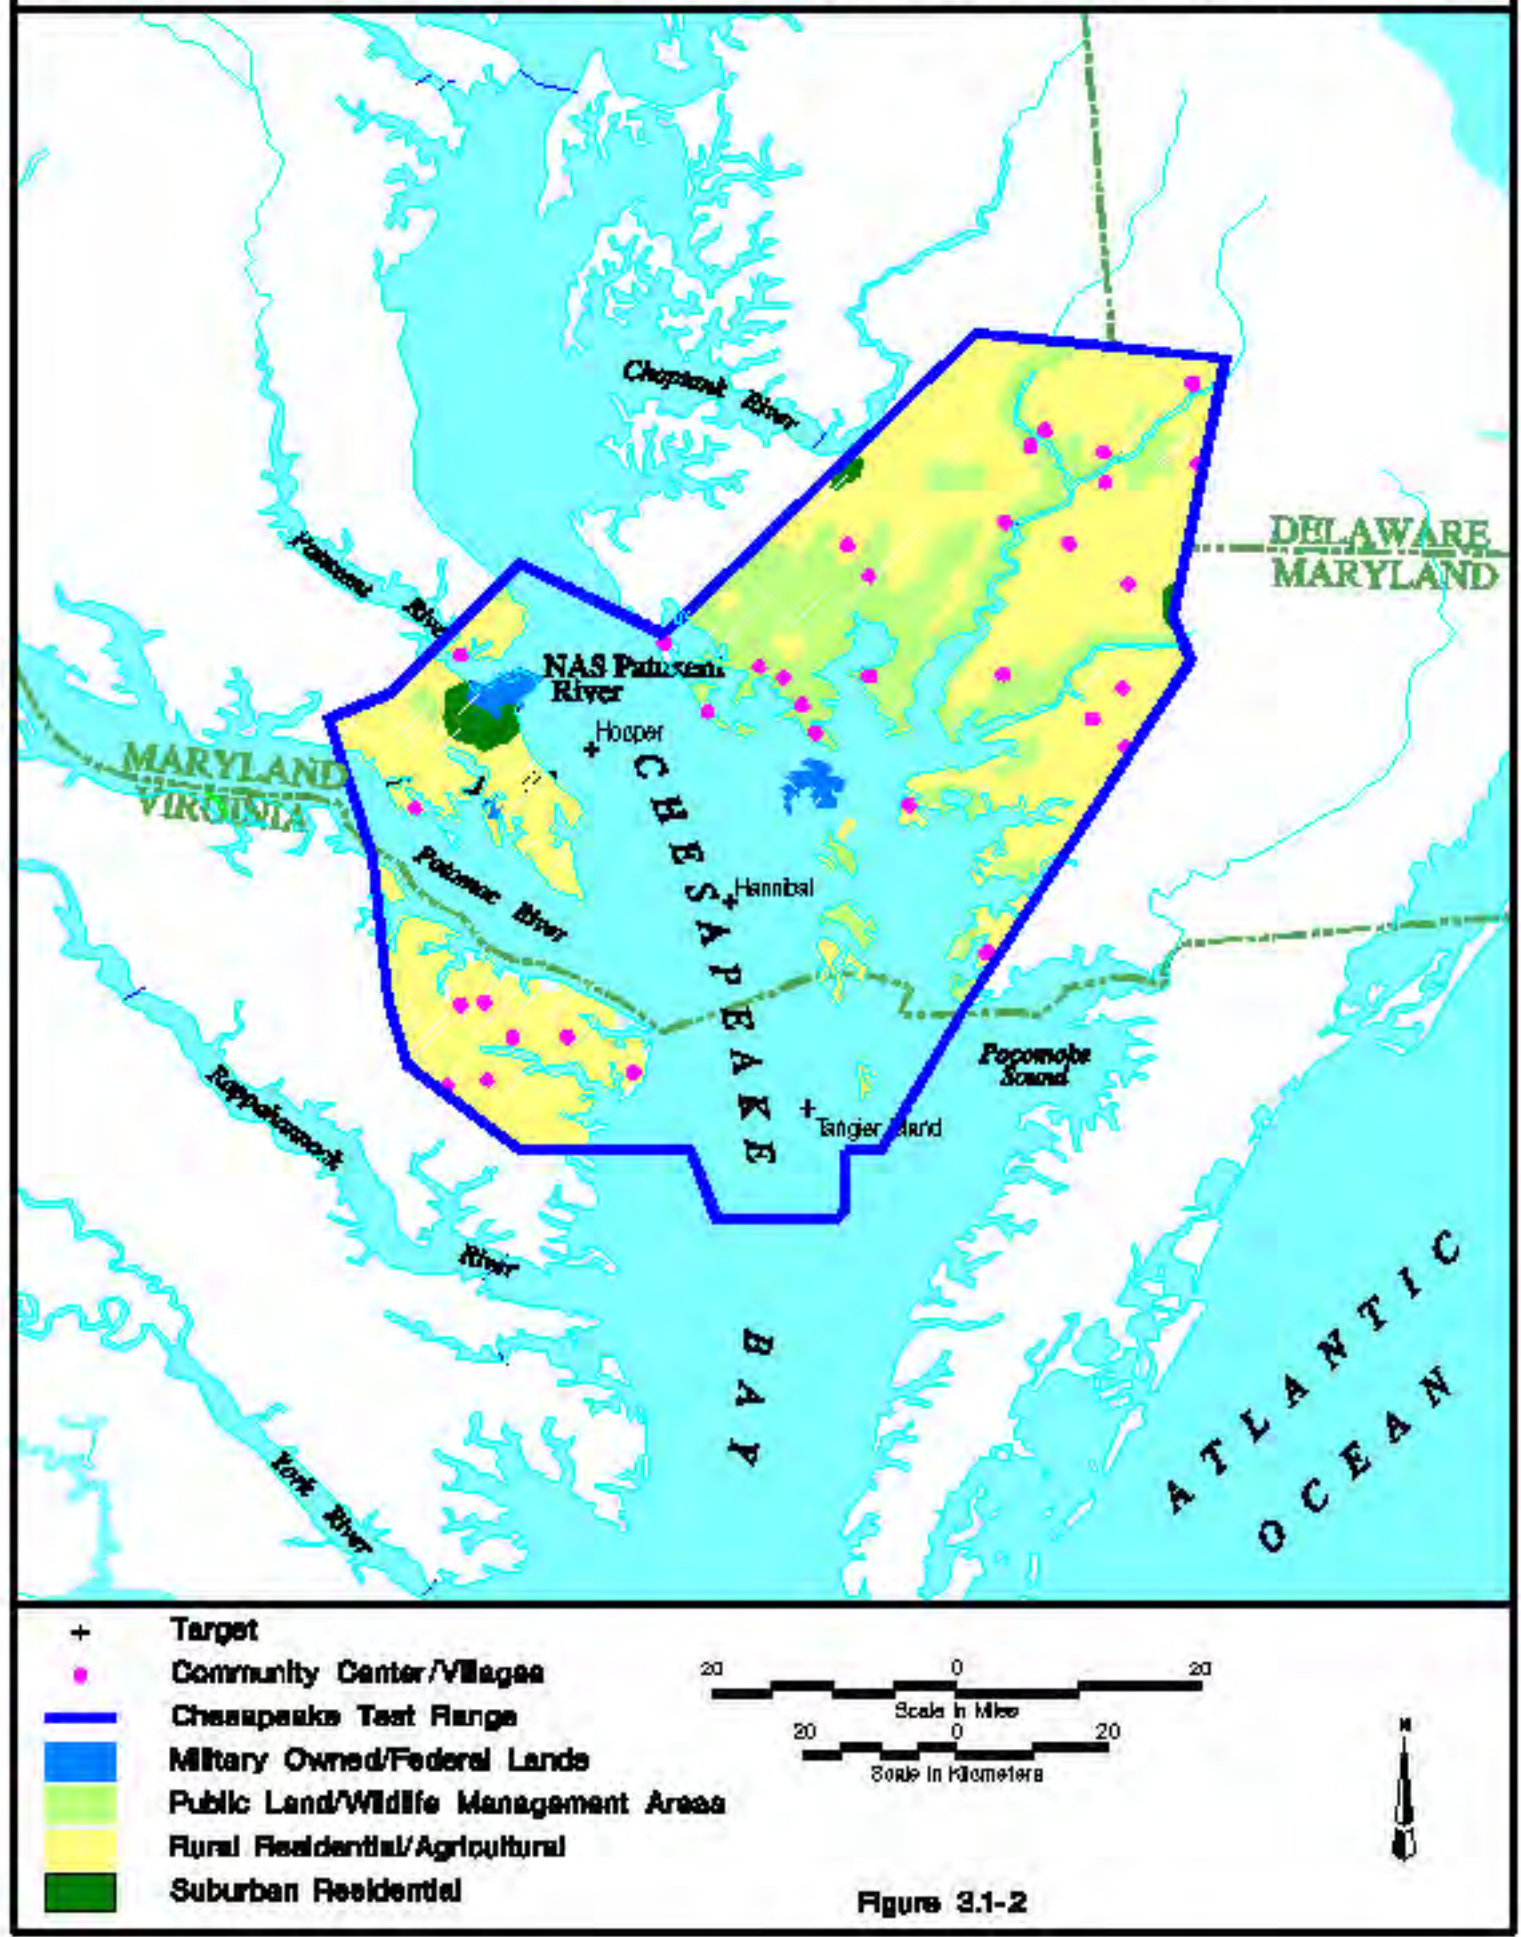 Choptank River
Patuxent River
DELAWARE
MARYLAND
NAS Patuxent
River
Hooper
MARYLAND
VIRGINIA
CHESAPEAKE
Potomac River
Hannibal
Pocomoke
Sound
Rappahannock
Tangier Island
River
BAY
ATLANTIC
OCEAN
York River
Target
Community Center/Villages
Chesapeake Test Range
Military Owned/Federal Lands
Public Land/Wildlife Management Areas
Rural Residential/Agricultural
Suburban Residential
20 0 20
Scale in Miles
20 0 20
Scale in Kilometers
N
Figure 3.1-2